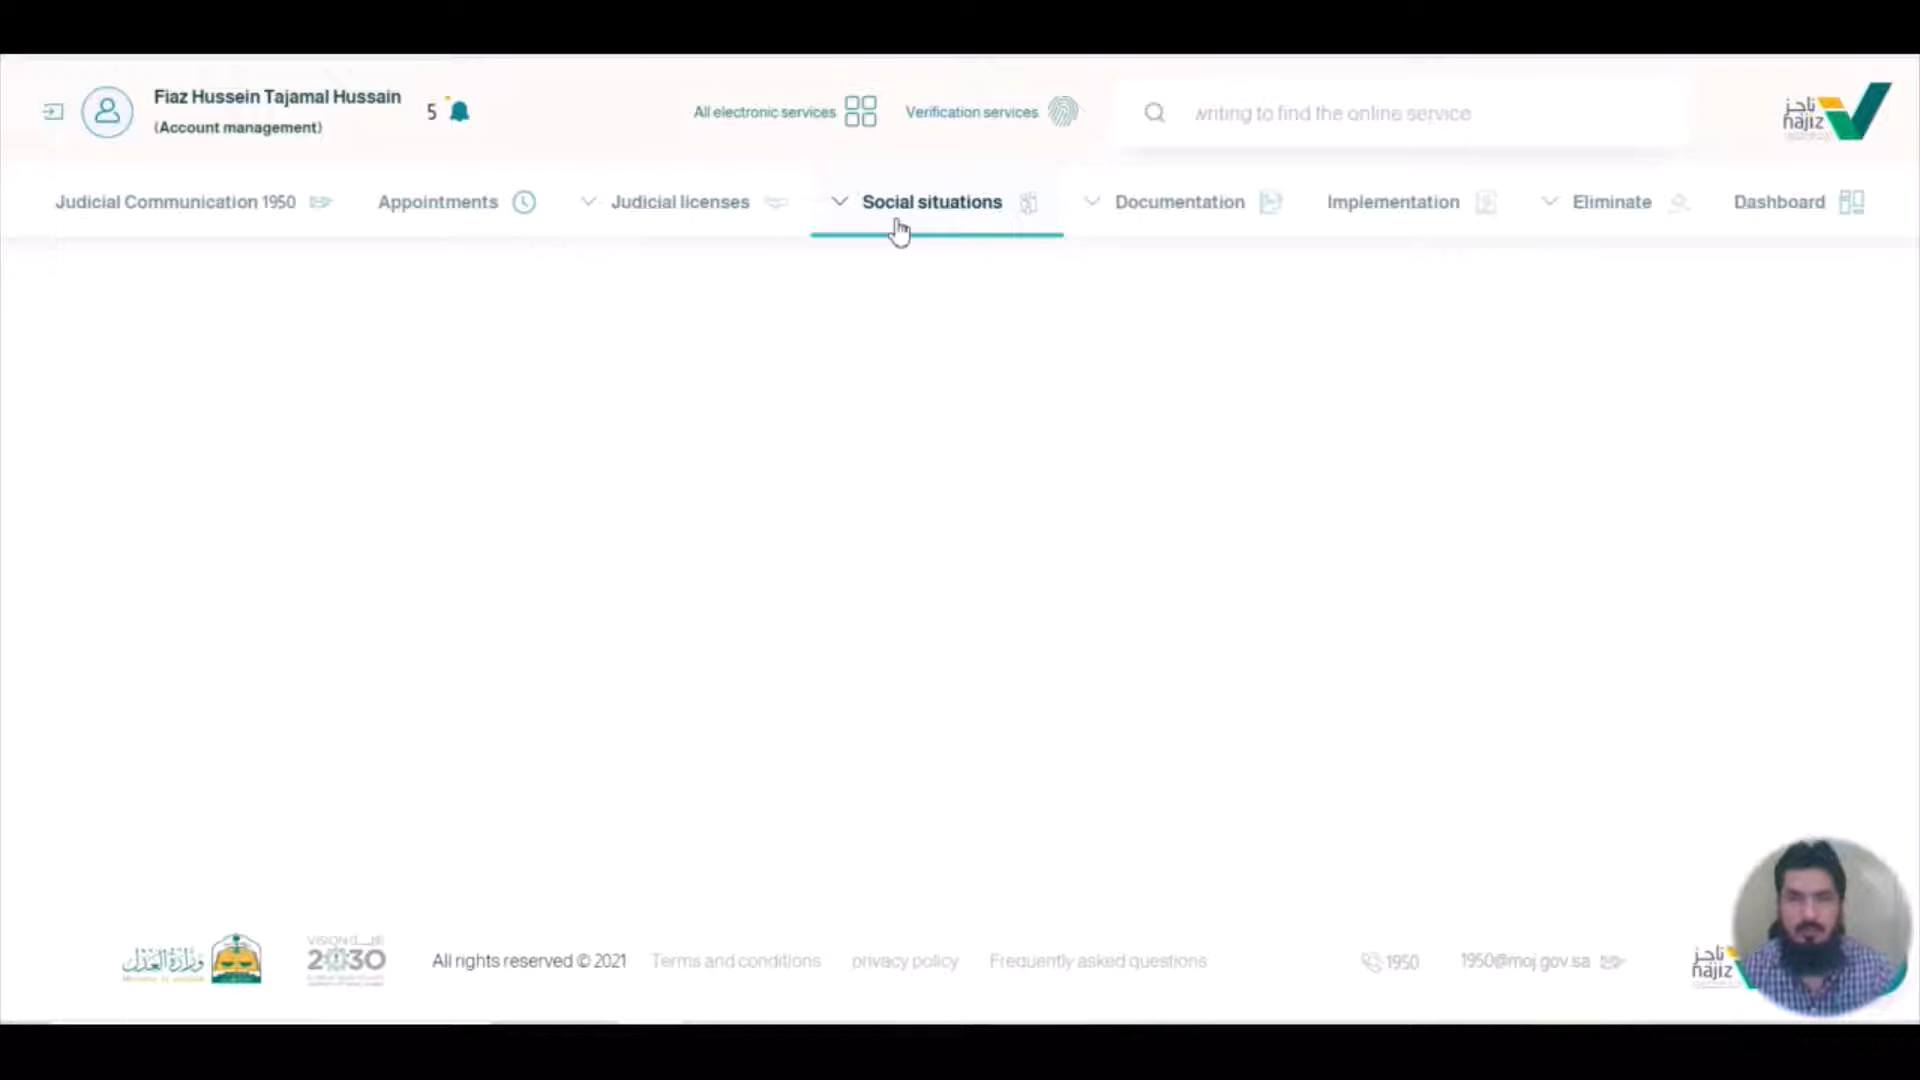 Fiaz Hussein Tajamal Hussain
(Account management)
5
All electronic services
Verification services
writing to find the online service
ناجز
najiz
Judicial Communication 1950
Appointments
Judicial licenses
Social situations
Documentation
Implementation
Eliminate
Dashboard
وزارة العدل
VISION رؤية
2030
All rights reserved © 2021
Terms and conditions
privacy policy
Frequently asked questions
1950
1950@moj.gov.sa
ناجز
najiz